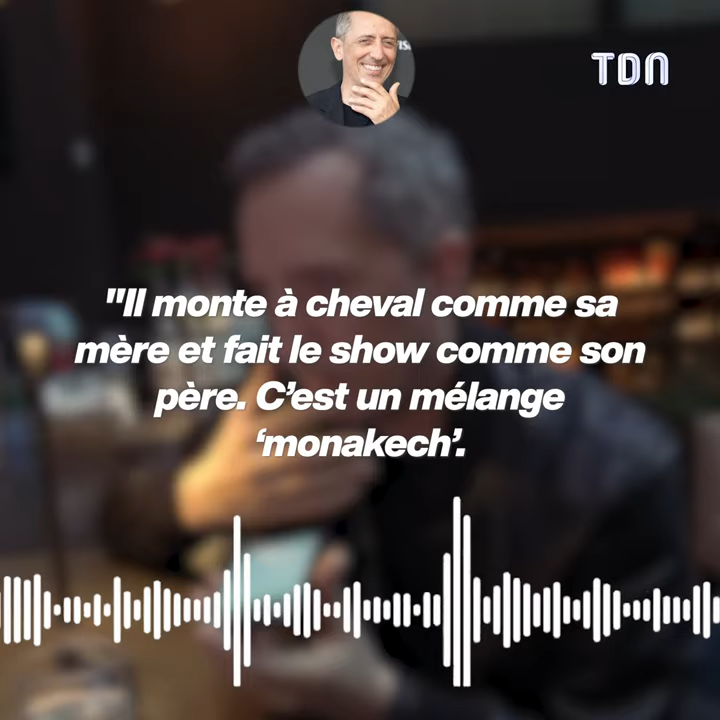 TDN
"Il monte à cheval comme sa
mère et fait le show comme son
père. C’est un mélange
‘monakech’.